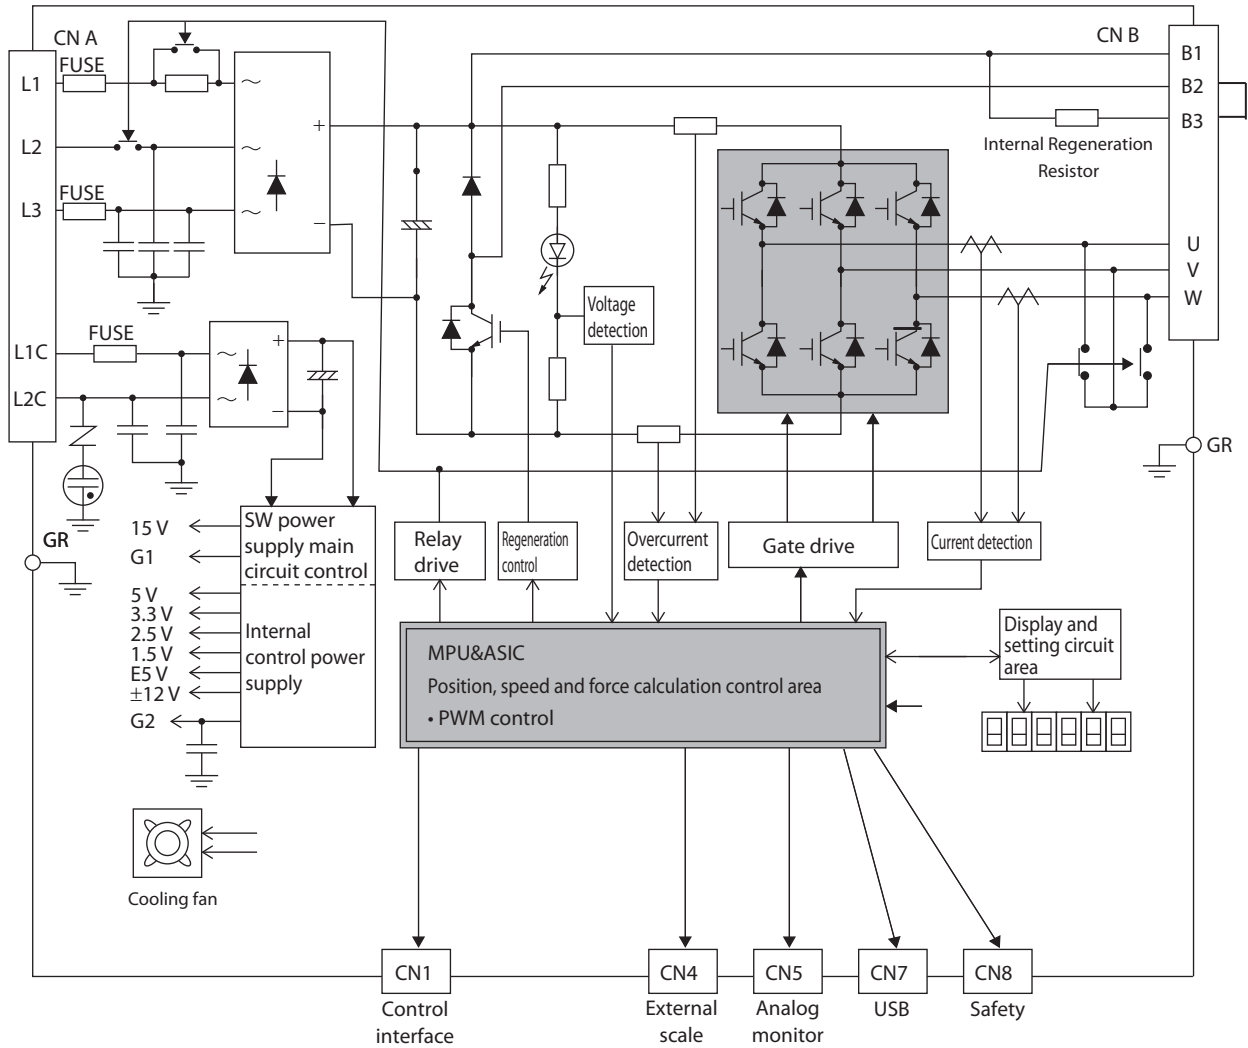 CN A
FUSE
L1
L2
FUSE
L3
FUSE
L1C
L2C
GR
CN B
B1
B2
B3
Internal Regeneration
Resistor
U
V
W
GR
+
−
+
−
Voltage
detection
15 V
G1
5 V
3.3 V
2.5 V
1.5 V
E5 V
±12 V
G2
SW power
supply main
circuit control
Internal
control power
supply
Relay
drive
Regeneration
control
Overcurrent
detection
Gate drive
Current detection
MPU&ASIC
Position, speed and force calculation control area
• PWM control
Display and
setting circuit
area
Cooling fan
CN1
Control
interface
CN4
External
scale
CN5
Analog
monitor
CN7
USB
CN8
Safety